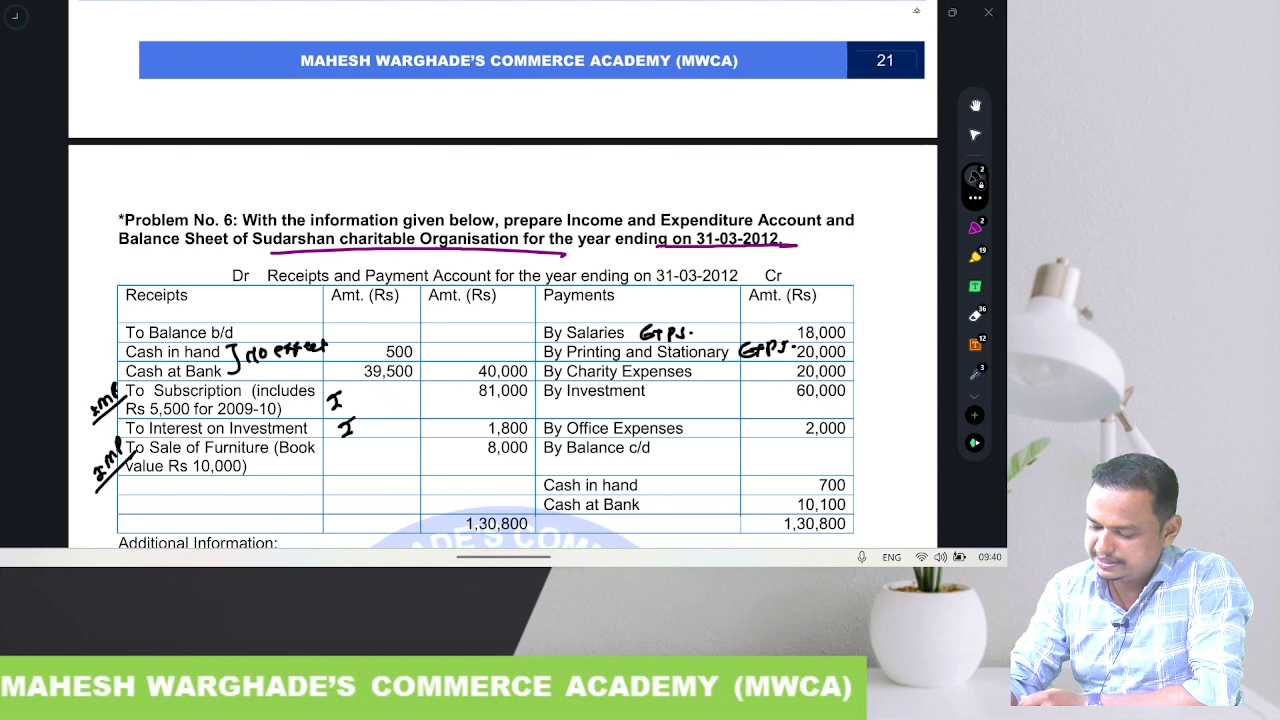 MAHESH WARGHADE'S COMMERCE ACADEMY (MWCA) 21
*Problem No. 6: With the information given below, prepare Income and Expenditure Account and
Balance Sheet of Sudarshan charitable Organisation for the year ending on 31-03-2012.
Dr Receipts and Payment Account for the year ending on 31-03-2012 Cr
Receipts Amt. (Rs) Amt. (Rs) Payments Amt. (Rs)
To Balance b/d By Salaries G+PS. 18,000
Cash in hand no effect 500 By Printing and Stationary G+PS. 20,000
Cash at Bank 39,500 40,000 By Charity Expenses 20,000
IMP To Subscription (includes I 81,000 By Investment 60,000
Rs 5,500 for 2009-10)
To Interest on Investment I 1,800 By Office Expenses 2,000
IMP To Sale of Furniture (Book 8,000 By Balance c/d
value Rs 10,000)
Cash in hand 700
Cash at Bank 10,100
1,30,800 1,30,800
Additional Information:
ENG 09:40
MAHESH WARGHADE'S COMMERCE ACADEMY (MWCA)